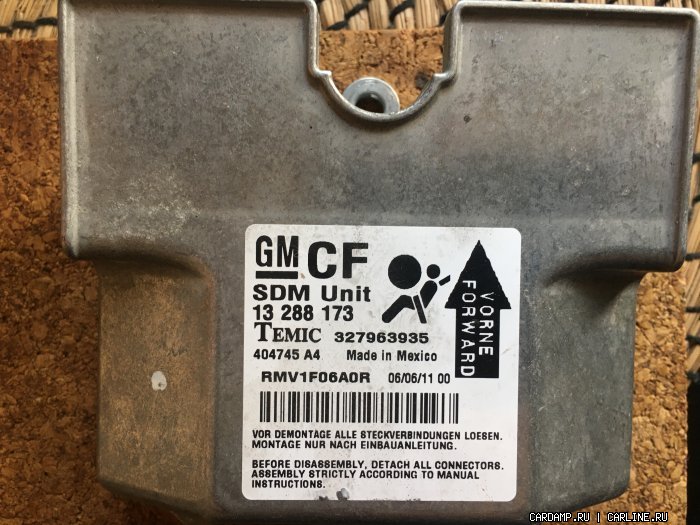 GM CF
SDM Unit
13 288 173
TEMIC 327963935
404745 A4 Made in Mexico
RMV1F06A0R 06/06/11 00
VORNE
FORWARD
VOR DEMONTAGE ALLE STECKVERBINDUNGEN LOESEN.
MONTAGE NUR NACH EINBAUANLEITUNG.
BEFORE DISASSEMBLY, DETACH ALL CONNECTORS.
ASSEMBLY STRICTLY ACCORDING TO MANUAL
INSTRUCTIONS.
CARDAMP.RU | CARLINE.RU